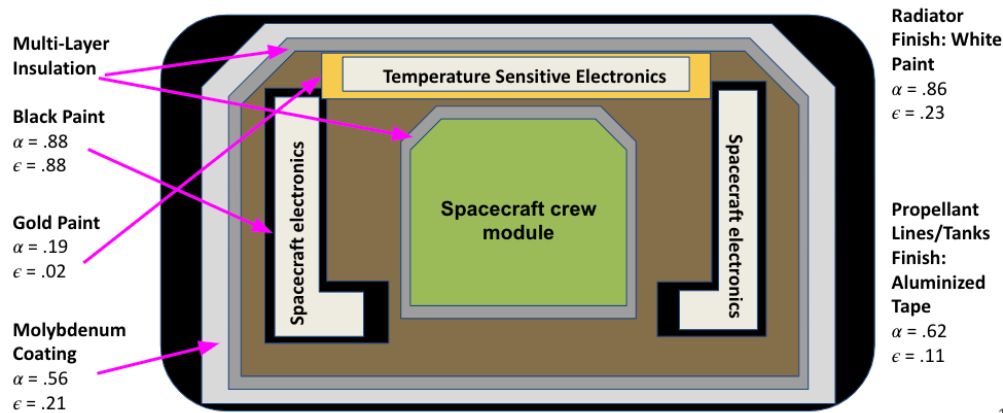 Multi-Layer
Insulation
Black Paint
α = .88
ϵ = .88
Gold Paint
α = .19
ϵ = .02
Molybdenum
Coating
α = .56
ϵ = .21
Temperature Sensitive Electronics
Spacecraft electronics
Spacecraft crew
module
Spacecraft electronics
Radiator
Finish: White
Paint
α = .86
ϵ = .23
Propellant
Lines/Tanks
Finish:
Aluminized
Tape
α = .62
ϵ = .11